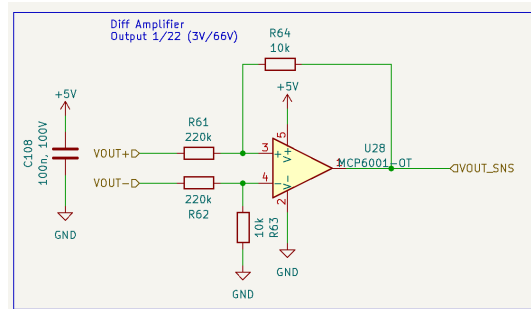 Diff Amplifier
Output 1/22 (3V/66V)
R64
10k
+5V
+5V
R61
220k
C108
100n, 100V
VOUT+
3
+
5
V+
U28
MCP6001-OT
1
VOUT_SNS
VOUT-
4
-
V-
2
220k
R62
10k
R63
GND
GND
GND